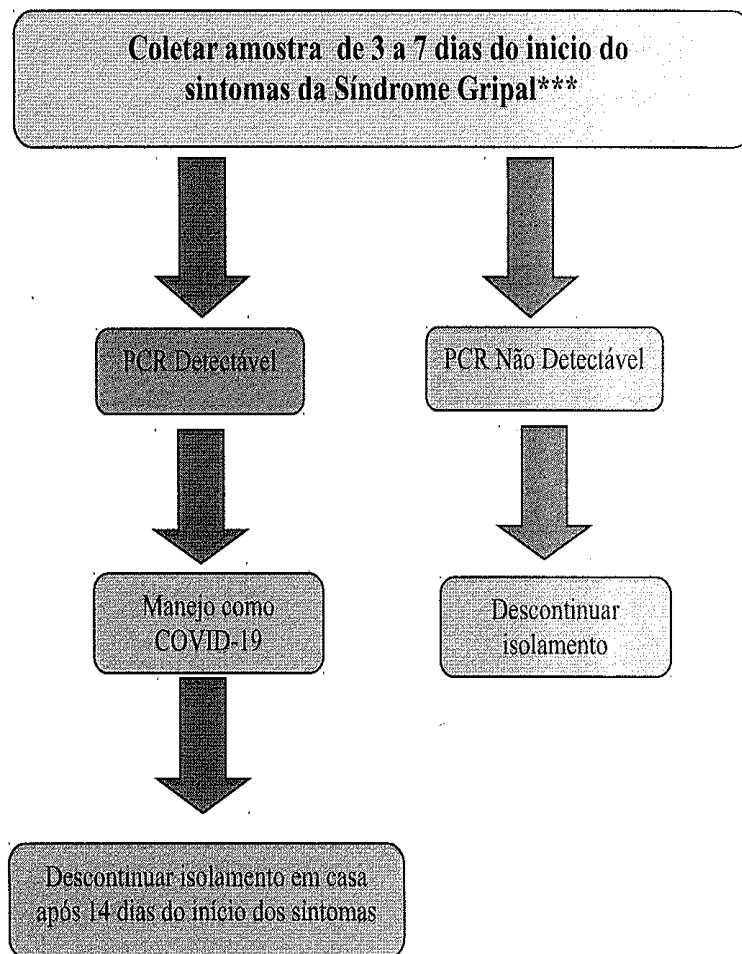 Coletar amostra de 3 a 7 dias do inicio do
sintomas da Síndrome Gripal***
PCR Detectável
PCR Não Detectável
Manejo como
COVID-19
Descontinuar
isolamento
Descontinuar isolamento em casa
após 14 dias do início dos sintomas